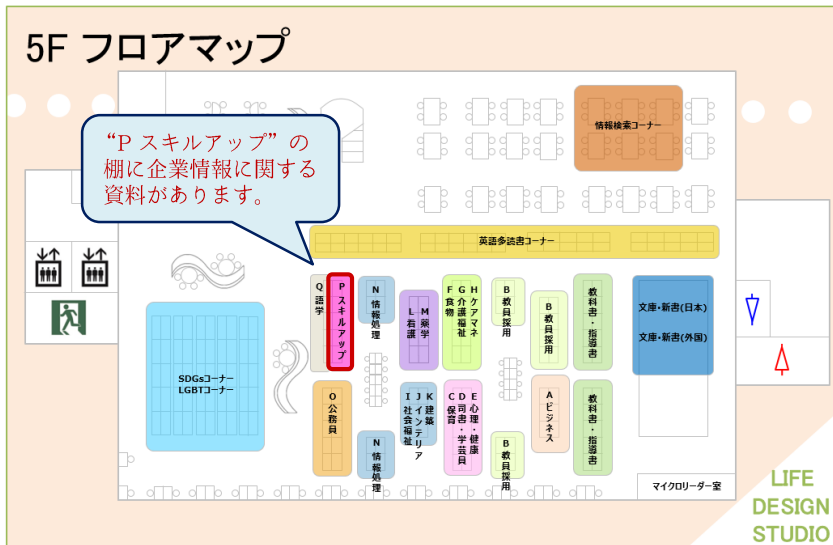 5F フロアマップ
“P スキルアップ”の
棚に企業情報に関する
資料があります。
情報検索コーナー
英語多読書コーナー
Q 語学
P スキルアップ
N 情報処理
M 薬学
L 看護
H ケアマネ
G 介護福祉
F 食物
B 教員採用
B 教員採用
教科書・指導書
文庫・新書(日本)
文庫・新書(外国)
SDGsコーナー
LGBTコーナー
O 公務員
N 情報処理
K 建築
J インテリア
I 社会福祉
E 心理・健康
D 司書・学芸員
C 保育
B 教員採用
A ビジネス
教科書・指導書
マイクロリーダー室
LIFE
DESIGN
STUDIO